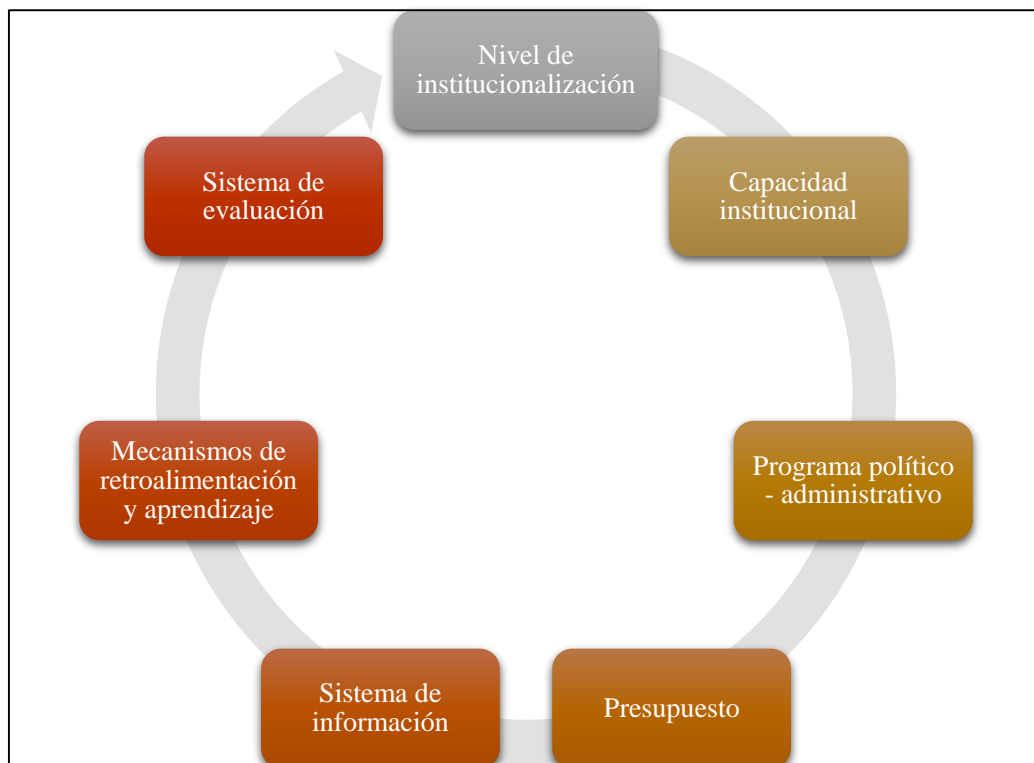 Nivel de
institucionalización
Capacidad
institucional
Programa político
- administrativo
Presupuesto
Sistema de
información
Mecanismos de
retroalimentación
y aprendizaje
Sistema de
evaluación